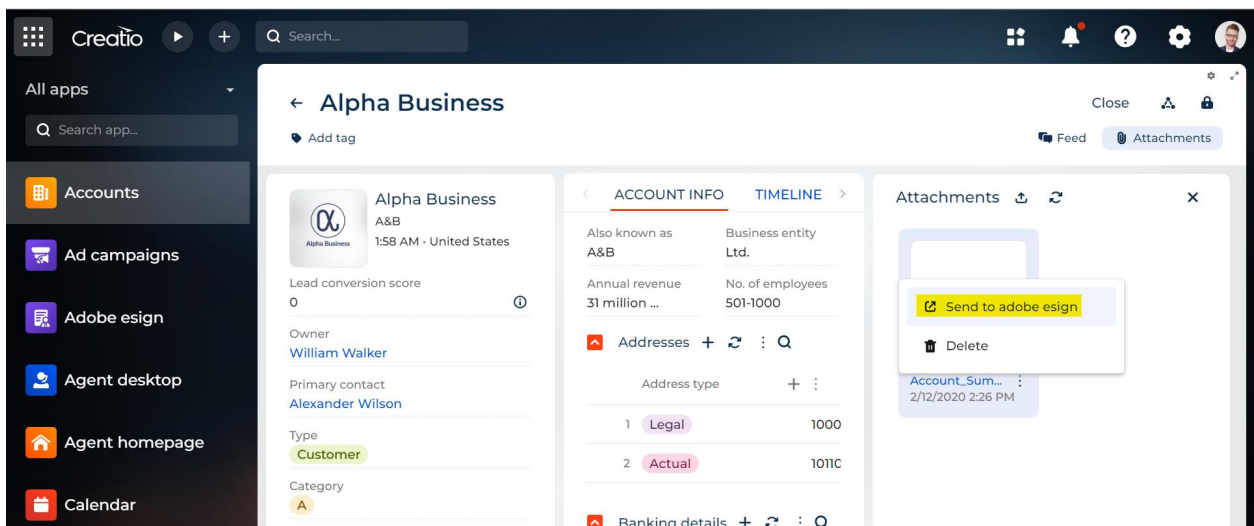 Creatio
Search...
All apps
Search app...
Accounts
Ad campaigns
Adobe esign
Agent desktop
Agent homepage
Calendar
Alpha Business
Close
Add tag
Feed
Attachments
Alpha Business
Alpha Business
A&B
1:58 AM · United States
Lead conversion score
0
Owner
William Walker
Primary contact
Alexander Wilson
Type
Customer
Category
A
ACCOUNT INFO TIMELINE
Also known as Business entity
A&B Ltd.
Annual revenue No. of employees
31 million ... 501-1000
Addresses
Address type
1 Legal 1000
2 Actual 1011
Banking details
Attachments
Send to adobe esign
Delete
Account_Sum...
2/12/2020 2:26 PM